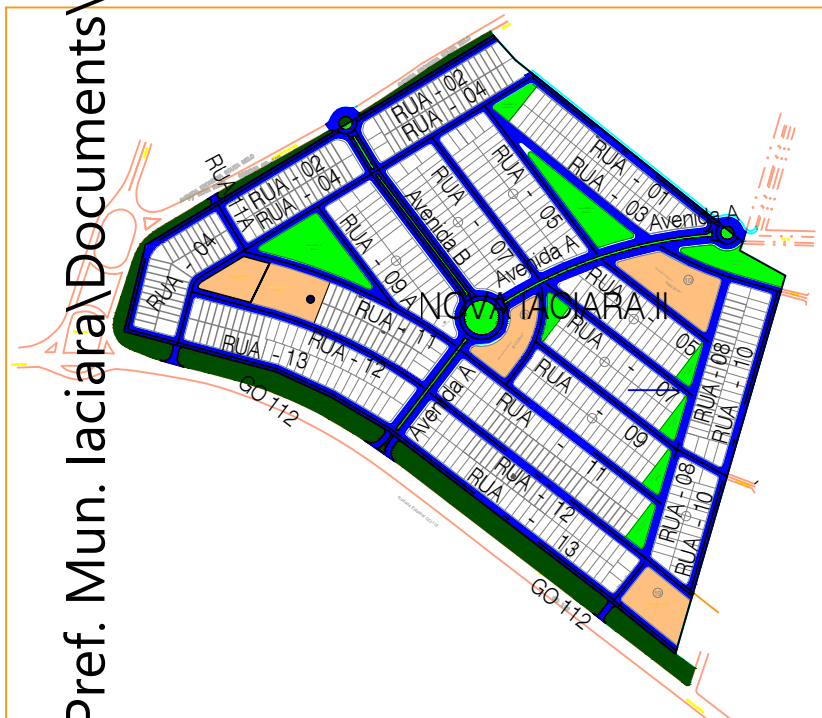 Pref. Mun. Iaciara\Documents\
RUA - 02
RUA - 04
RUA - 01
RUA - 03
Avenida A
RUA - 05
RUA - 07
Avenida B
Avenida A
RUA - 02
RUA - 04
RUA 11A
RUA - 04
RUA - 09 A
NOVA IACIARA II
RUA - 11
RUA - 12
RUA - 13
GO 112
Avenida A
RUA - 05
RUA - 07
RUA - 09
RUA - 11
RUA - 12
RUA - 13
RUA - 08
RUA - 10
RUA - 08
RUA - 10
GO 112